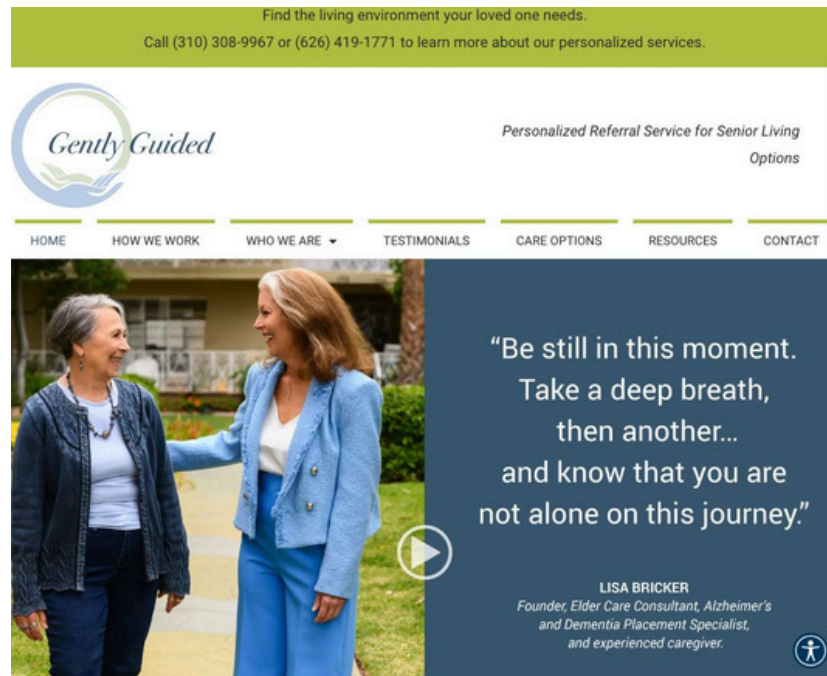 Find the living environment your loved one needs.
Call (310) 308-9967 or (626) 419-1771 to learn more about our personalized services.
Gently Guided
Personalized Referral Service for Senior Living
Options
HOME HOW WE WORK WHO WE ARE TESTIMONIALS CARE OPTIONS RESOURCES CONTACT
“Be still in this moment.
Take a deep breath,
then another...
and know that you are
not alone on this journey.”
LISA BRICKER
Founder, Elder Care Consultant, Alzheimer's
and Dementia Placement Specialist,
and experienced caregiver.